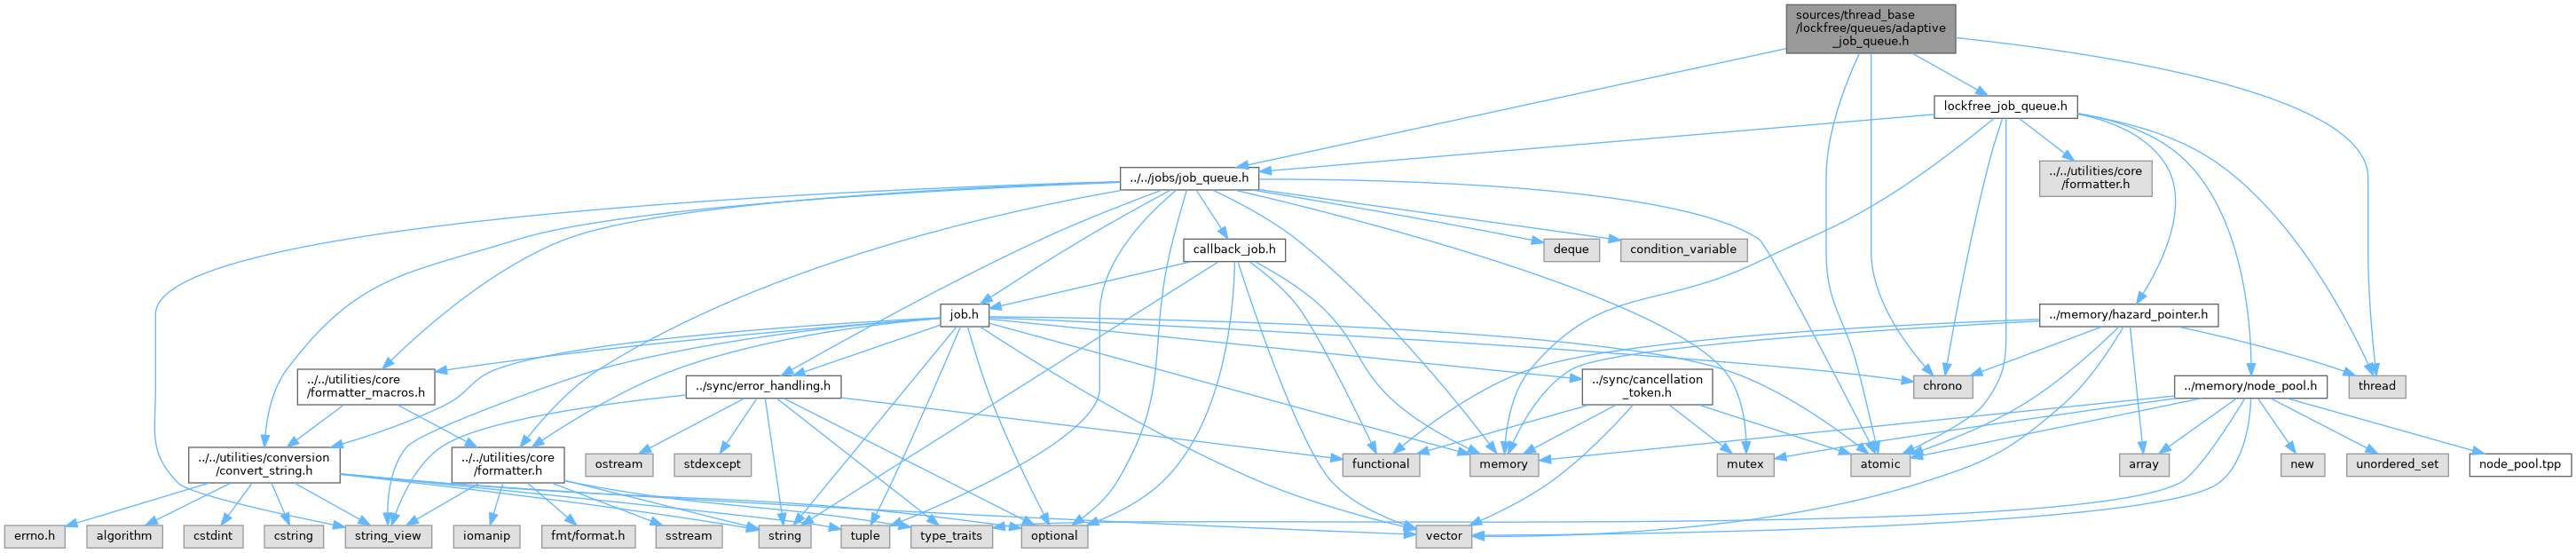 sources/thread_base
/lockfree/queues/adaptive
_job_queue.h
lockfree_job_queue.h
../../jobs/job_queue.h
../../utilities/core
/formatter.h
callback_job.h
deque
condition_variable
job.h
../memory/hazard_pointer.h
../../utilities/core
/formatter_macros.h
../sync/error_handling.h
../sync/cancellation
_token.h
chrono
../memory/node_pool.h
thread
../../utilities/conversion
/convert_string.h
../../utilities/core
/formatter.h
ostream
stdexcept
functional
memory
mutex
atomic
array
new
unordered_set
node_pool.tpp
errno.h
algorithm
cstdint
cstring
string_view
iomanip
fmt/format.h
sstream
string
tuple
type_traits
optional
vector